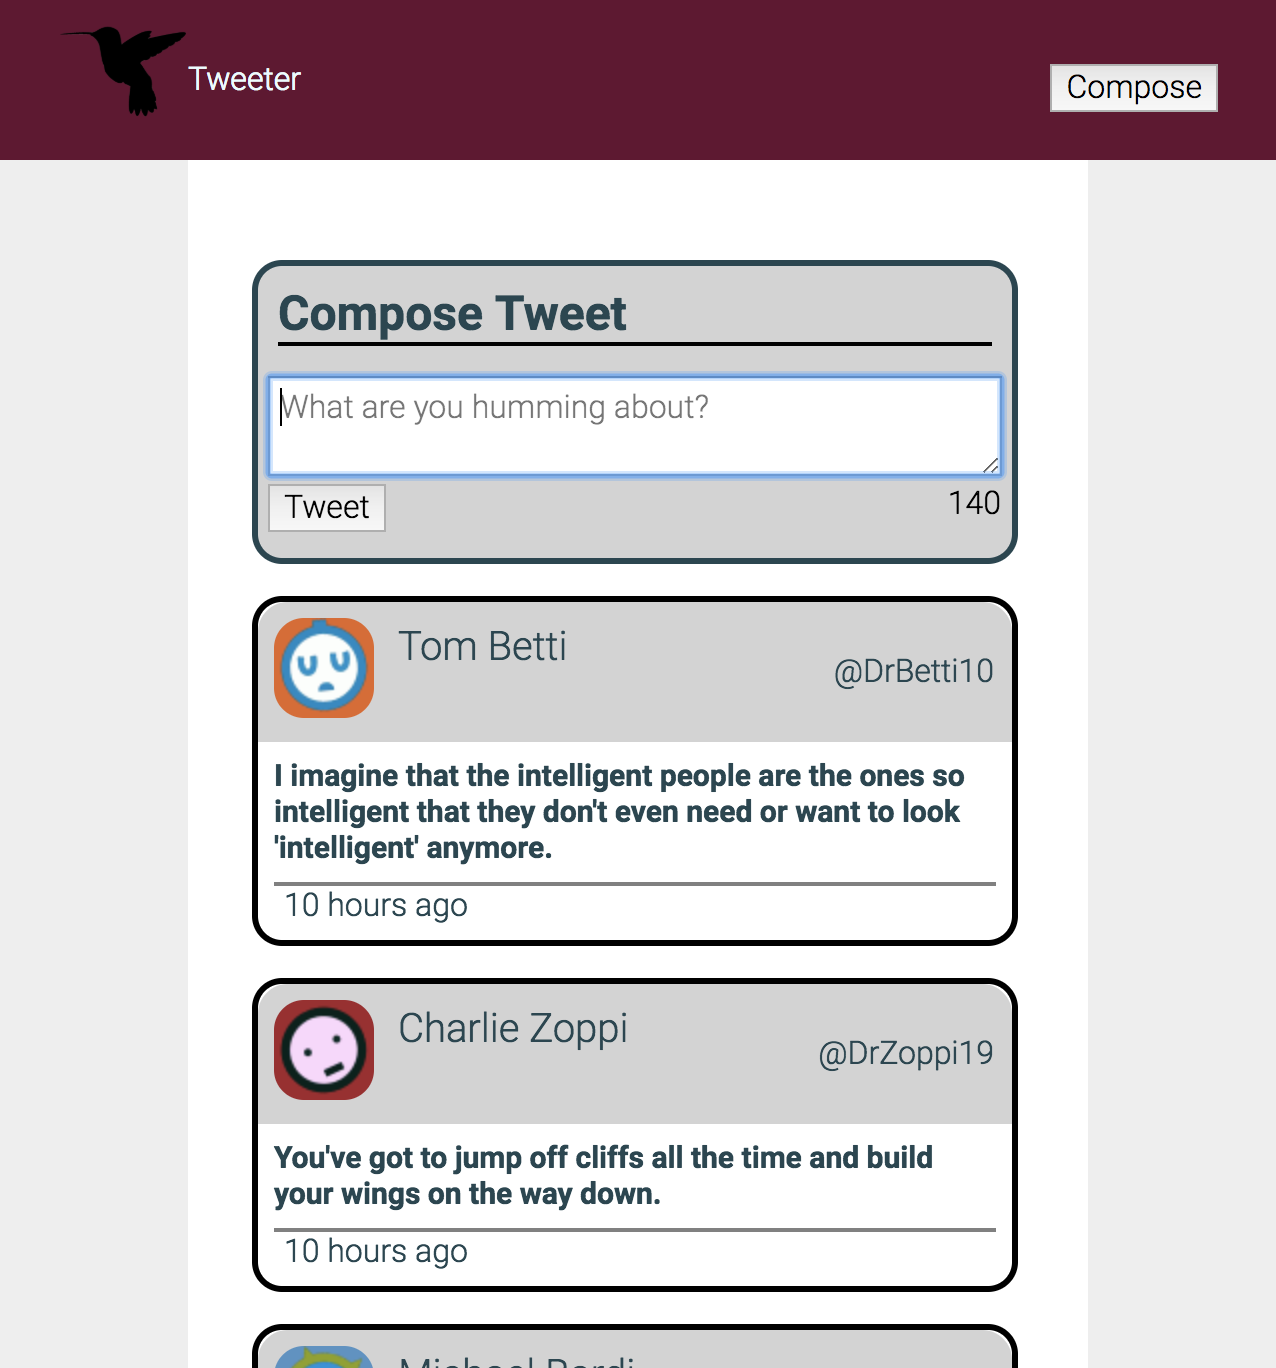 Tweeter
Compose
Compose Tweet
What are you humming about?
Tweet
140
Tom Betti
@DrBetti10
I imagine that the intelligent people are the ones so
intelligent that they don't even need or want to look
'intelligent' anymore.
10 hours ago
Charlie Zoppi
@DrZoppi19
You've got to jump off cliffs all the time and build
your wings on the way down.
10 hours ago
Michael